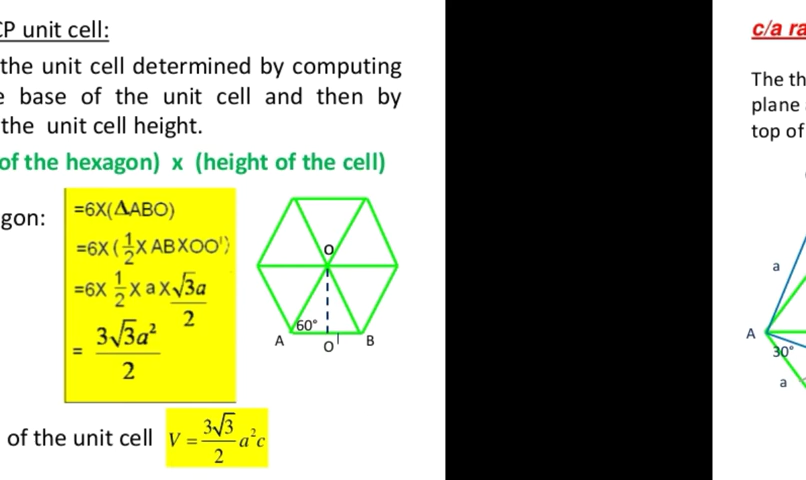 CP unit cell:
the unit cell determined by computing
e base of the unit cell and then by
the unit cell height.
of the hexagon) x (height of the cell)
gon:
=6X(ΔABO)
=6X(1/2 X ABXOO')
=6X 1/2 X a X √3a/2
= 3√3a²/2
O
60°
A
O'
B
of the unit cell V = 3√3/2 a²c
c/a ra
The th
plane
top of
a
A
30°
a